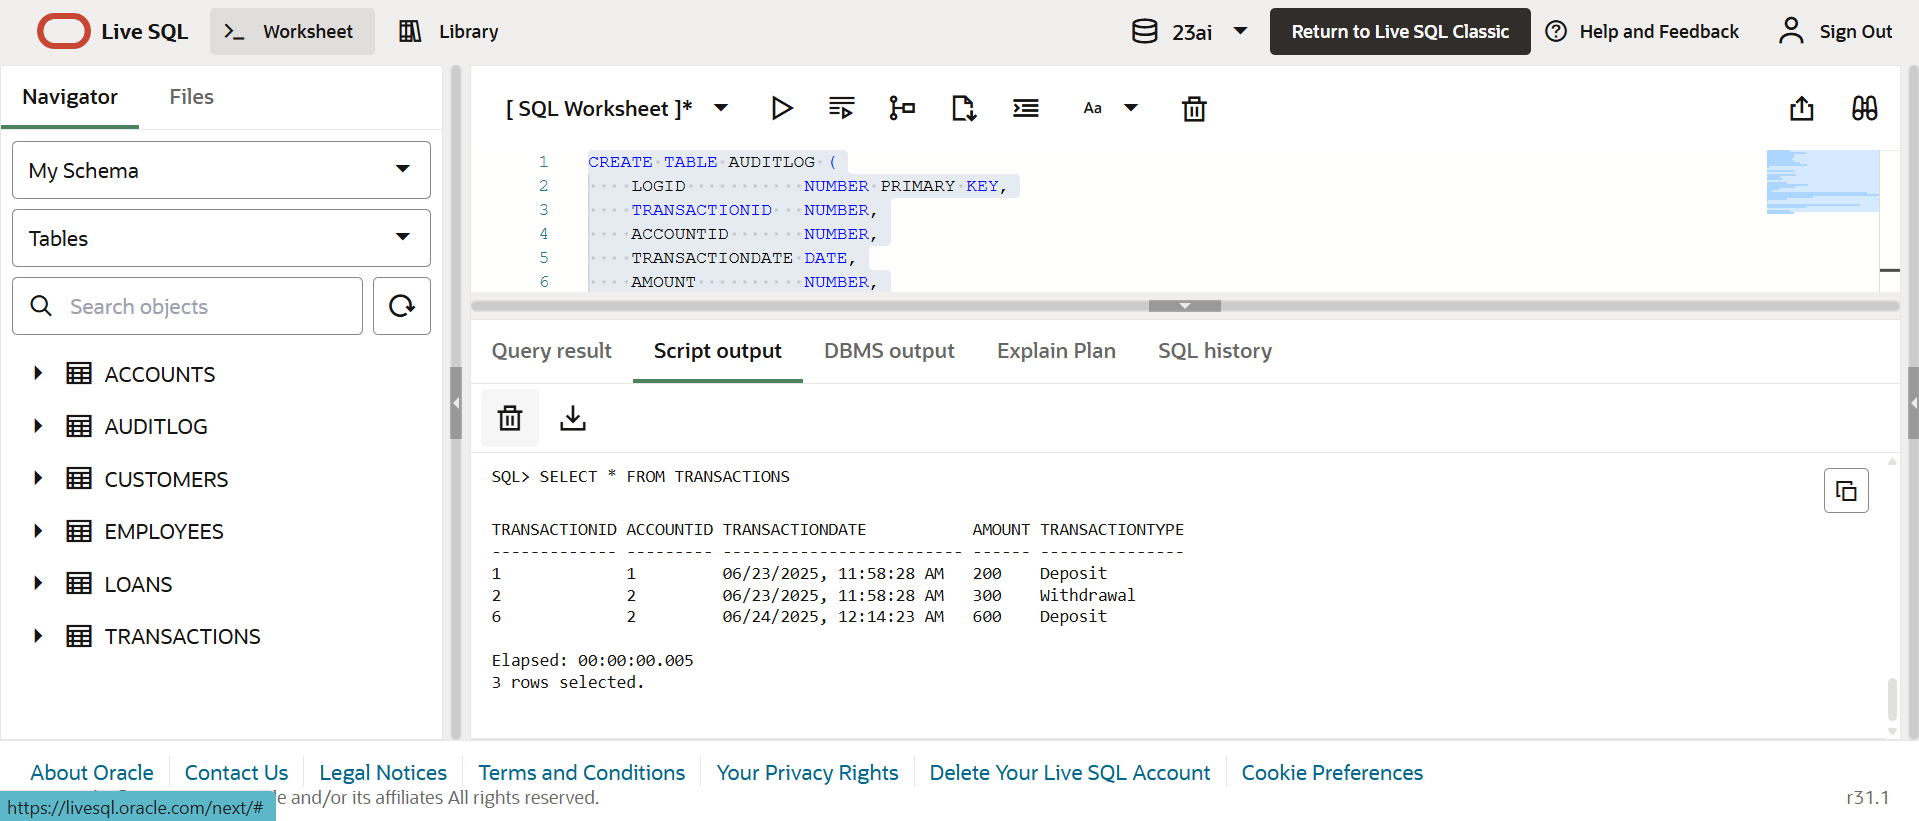 Live SQL
Worksheet
Library
23ai
Return to Live SQL Classic
Help and Feedback
Sign Out
Navigator
Files
My Schema
Tables
Search objects
ACCOUNTS
AUDITLOG
CUSTOMERS
EMPLOYEES
LOANS
TRANSACTIONS
[ SQL Worksheet ]*
Aa
1 CREATE TABLE AUDITLOG (
2 LOGID NUMBER PRIMARY KEY,
3 TRANSACTIONID NUMBER,
4 ACCOUNTID NUMBER,
5 TRANSACTIONDATE DATE,
6 AMOUNT NUMBER,
Query result
Script output
DBMS output
Explain Plan
SQL history
SQL> SELECT * FROM TRANSACTIONS
TRANSACTIONID ACCOUNTID TRANSACTIONDATE AMOUNT TRANSACTIONTYPE
------------- --------- ------------------------- ------ ---------------
1 1 06/23/2025, 11:58:28 AM 200 Deposit
2 2 06/23/2025, 11:58:28 AM 300 Withdrawal
6 2 06/24/2025, 12:14:23 AM 600 Deposit
Elapsed: 00:00:00.005
3 rows selected.
About Oracle
Contact Us
Legal Notices
Terms and Conditions
Your Privacy Rights
Delete Your Live SQL Account
Cookie Preferences
and/or its affiliates All rights reserved.
r31.1
https://livesql.oracle.com/next/#